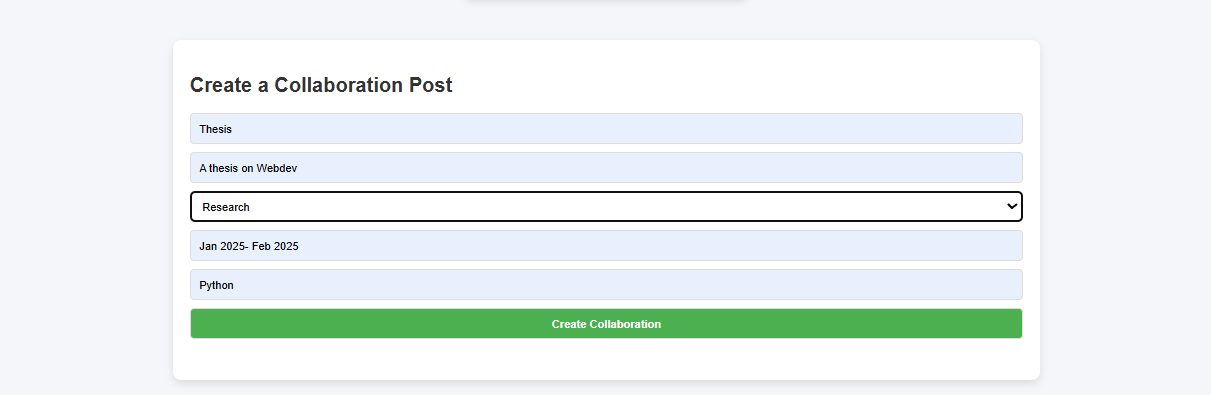 Create a Collaboration Post
Thesis
A thesis on Webdev
Research
Jan 2025- Feb 2025
Python
Create Collaboration